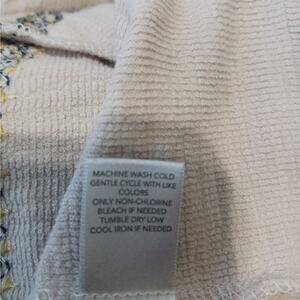 MACHINE WASH COLD
GENTLE CYCLE WITH LIKE
COLORS
ONLY NON-CHLORINE
BLEACH IF NEEDED
TUMBLE DRY LOW
COOL IRON IF NEEDED